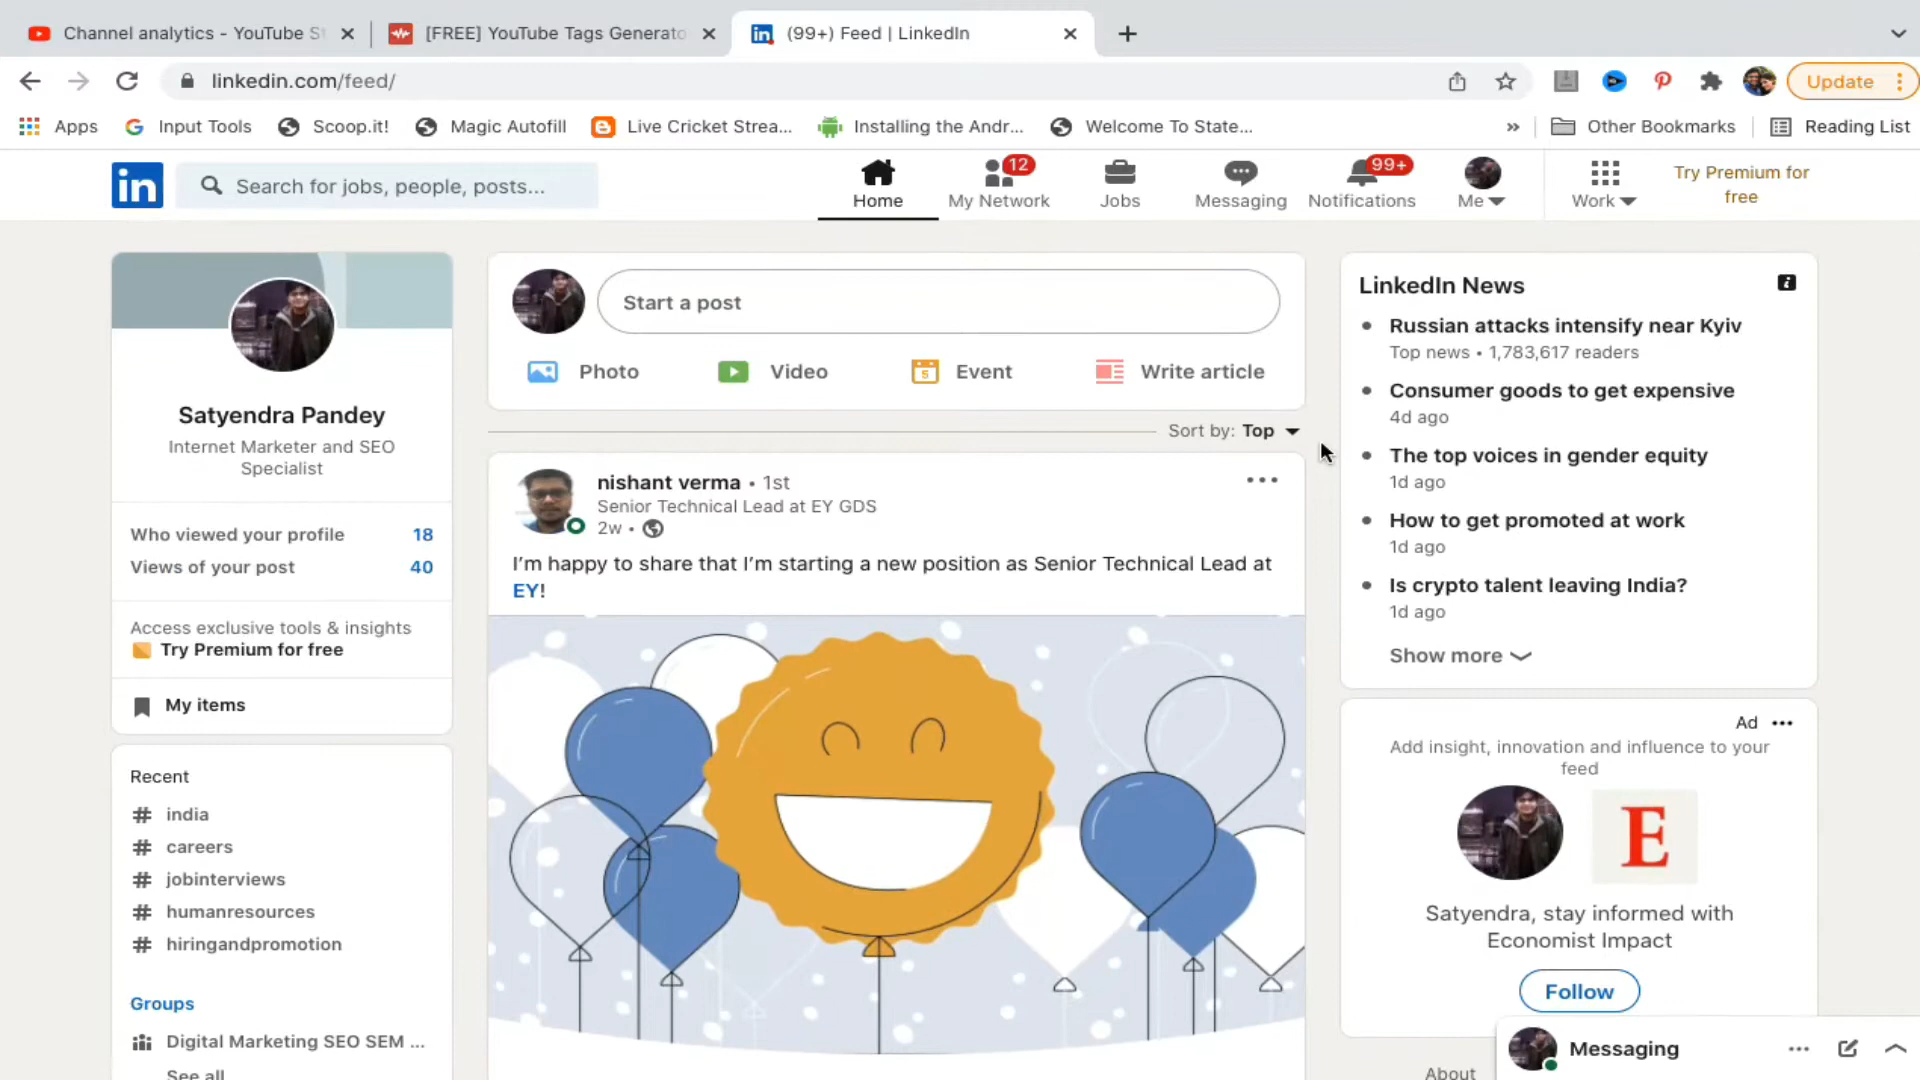 Channel analytics - YouTube S
[FREE] YouTube Tags Generato
in (99+) Feed | LinkedIn
linkedin.com/feed/
Update
Apps
Input Tools
Scoop.it!
Magic Autofill
Live Cricket Strea...
Installing the Andr...
Welcome To State...
»
Other Bookmarks
Reading List
in
Search for jobs, people, posts...
Home
12
My Network
Jobs
Messaging
99+
Notifications
Me
Work
Try Premium for
free
Satyendra Pandey
Internet Marketer and SEO
Specialist
Who viewed your profile 18
Views of your post 40
Access exclusive tools & insights
Try Premium for free
My items
Recent
# india
# careers
# jobinterviews
# humanresources
# hiringandpromotion
Groups
Digital Marketing SEO SEM ...
See all
Start a post
Photo
Video
5 Event
Write article
Sort by: Top
nishant verma • 1st
Senior Technical Lead at EY GDS
2w •
I'm happy to share that I'm starting a new position as Senior Technical Lead at
EY!
LinkedIn News
Russian attacks intensify near Kyiv
Top news • 1,783,617 readers
Consumer goods to get expensive
4d ago
The top voices in gender equity
1d ago
How to get promoted at work
1d ago
Is crypto talent leaving India?
1d ago
Show more
Ad
Add insight, innovation and influence to your
feed
E
Satyendra, stay informed with
Economist Impact
Follow
About
Messaging